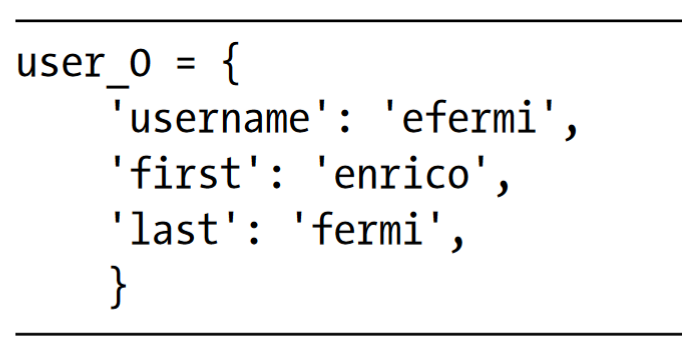 user_0 = {
    'username': 'efermi',
    'first': 'enrico',
    'last': 'fermi',
    }